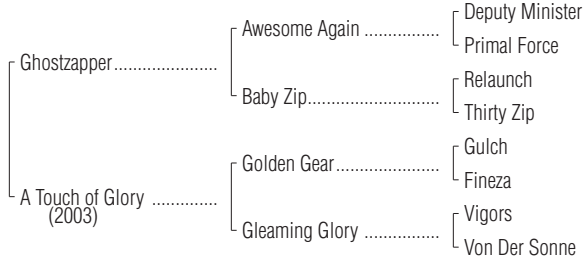 Deputy Minister
Awesome Again ................
Primal Force
Ghostzapper......................
Relaunch
Baby Zip............................
Thirty Zip
Gulch
Golden Gear......................
Fineza
A Touch of Glory ..............
(2003)
Vigors
Gleaming Glory ................
Von Der Sonne